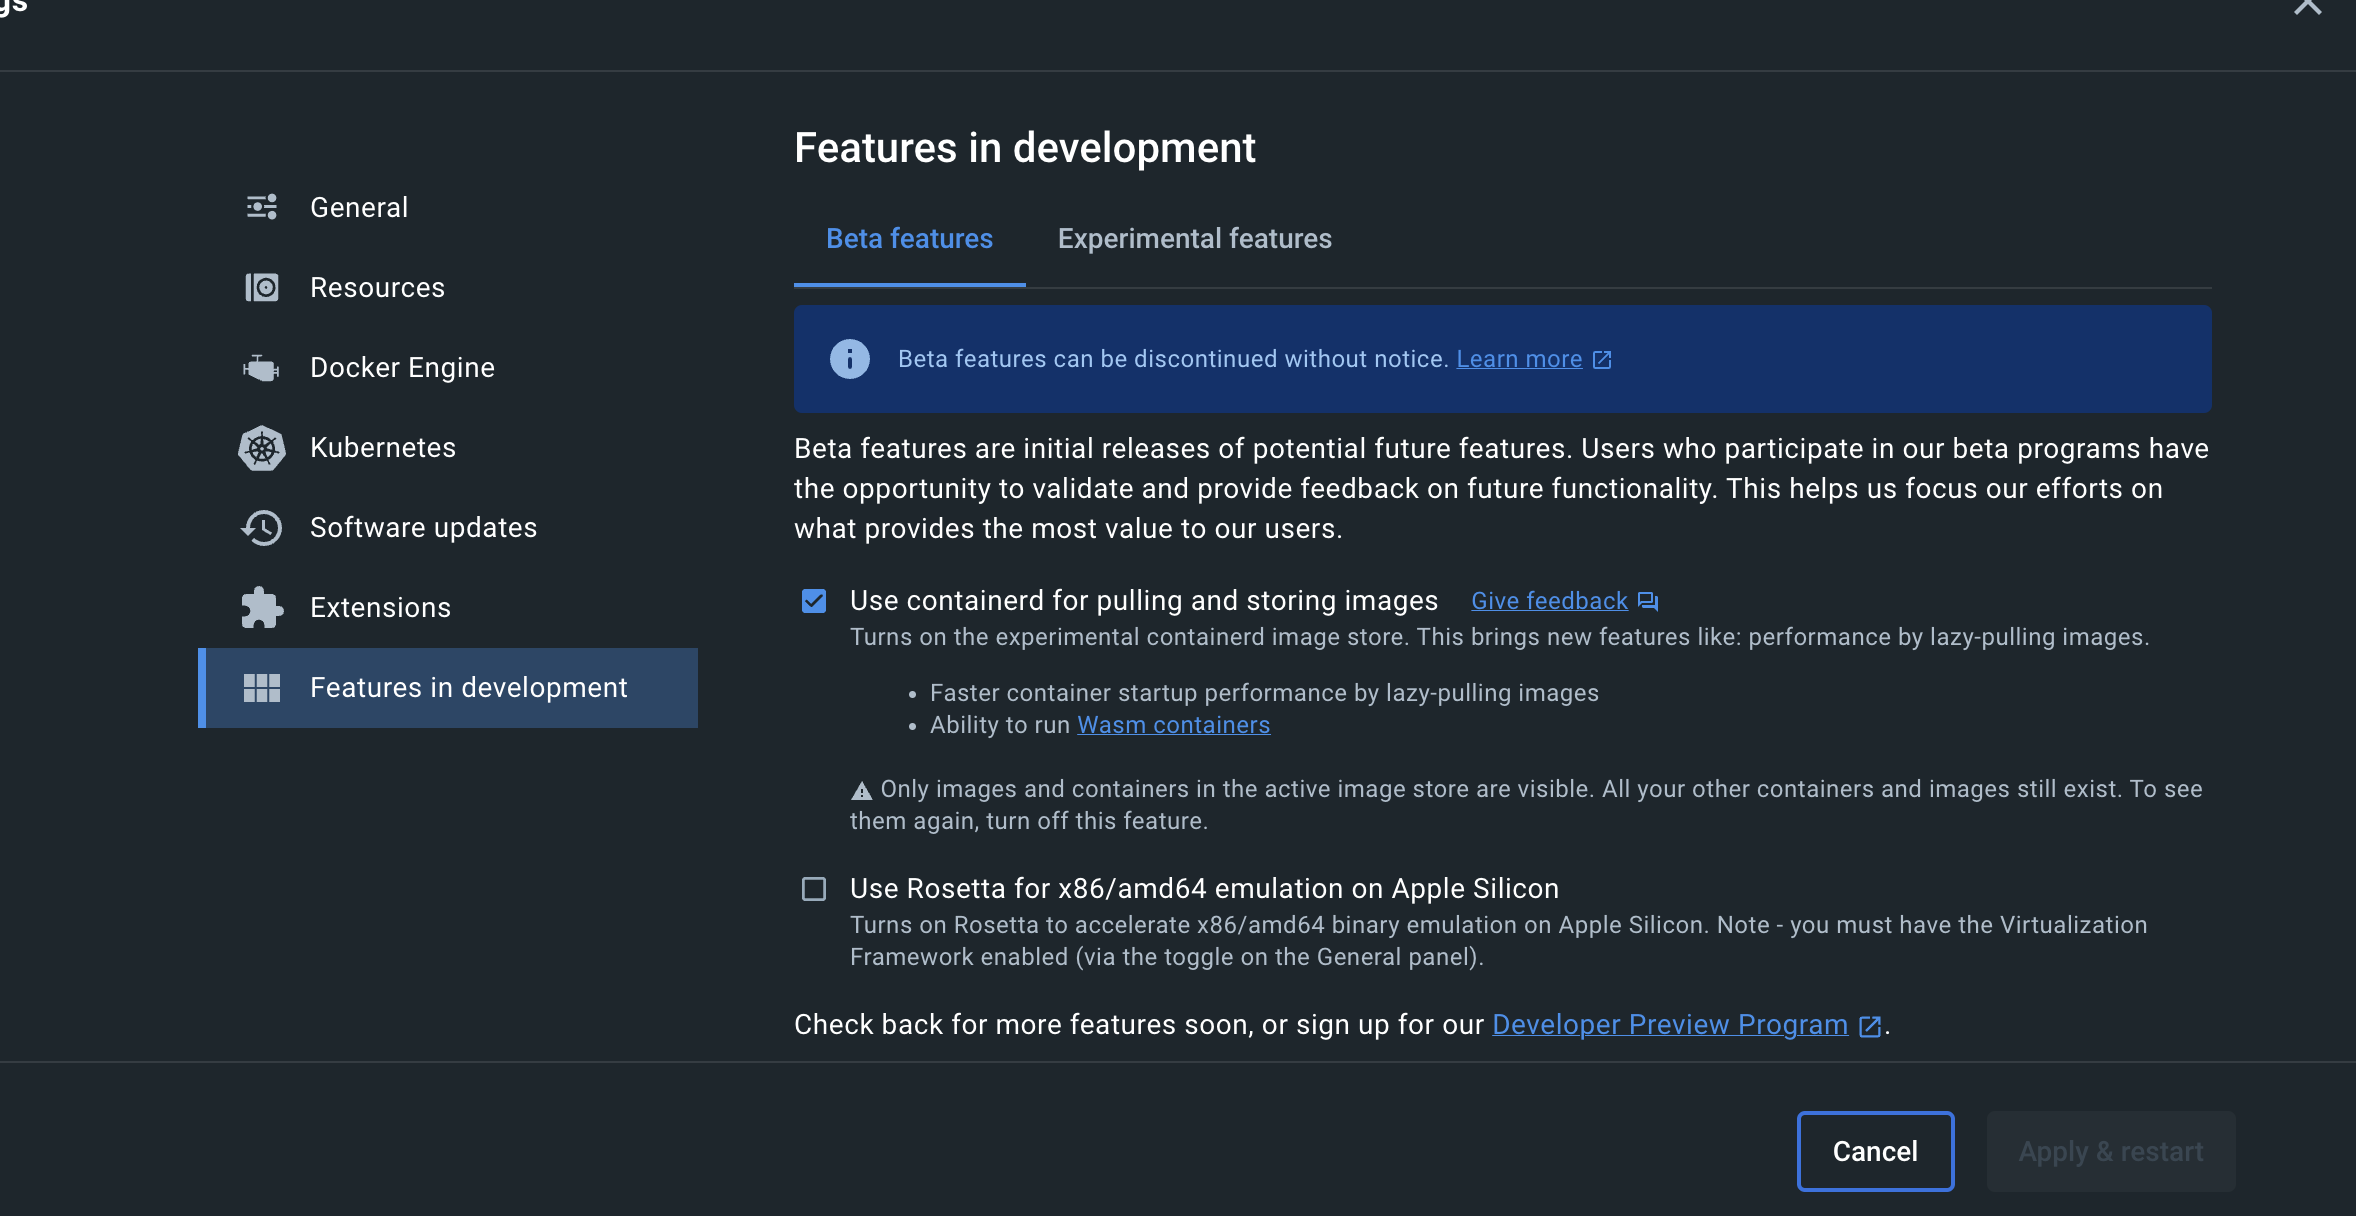 gs
General
Resources
Docker Engine
Kubernetes
Software updates
Extensions
Features in development
Features in development
Beta features
Experimental features
Beta features can be discontinued without notice. Learn more
Beta features are initial releases of potential future features. Users who participate in our beta programs have
the opportunity to validate and provide feedback on future functionality. This helps us focus our efforts on
what provides the most value to our users.
Use containerd for pulling and storing images Give feedback
Turns on the experimental containerd image store. This brings new features like: performance by lazy-pulling images.
• Faster container startup performance by lazy-pulling images
• Ability to run Wasm containers
Only images and containers in the active image store are visible. All your other containers and images still exist. To see
them again, turn off this feature.
Use Rosetta for x86/amd64 emulation on Apple Silicon
Turns on Rosetta to accelerate x86/amd64 binary emulation on Apple Silicon. Note - you must have the Virtualization
Framework enabled (via the toggle on the General panel).
Check back for more features soon, or sign up for our Developer Preview Program .
Cancel
Apply & restart